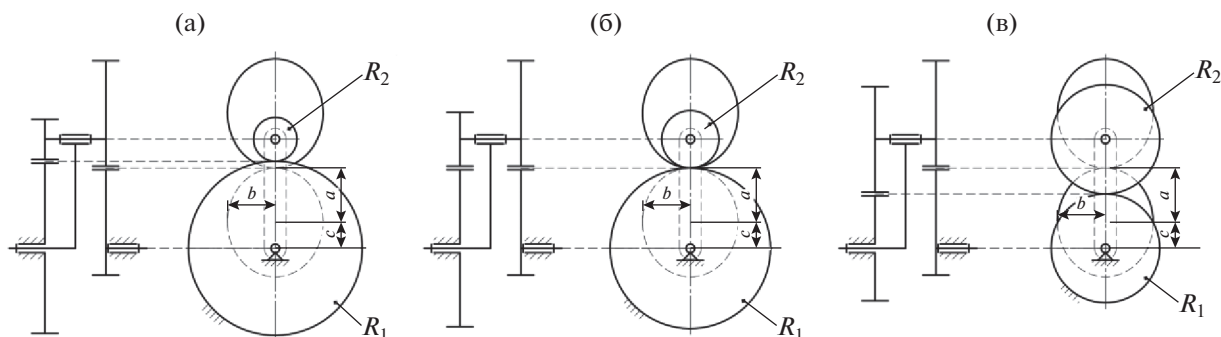 (а) (б) (в)
R₂ R₂ R₂
b a c b a c b a c
R₁ R₁ R₁